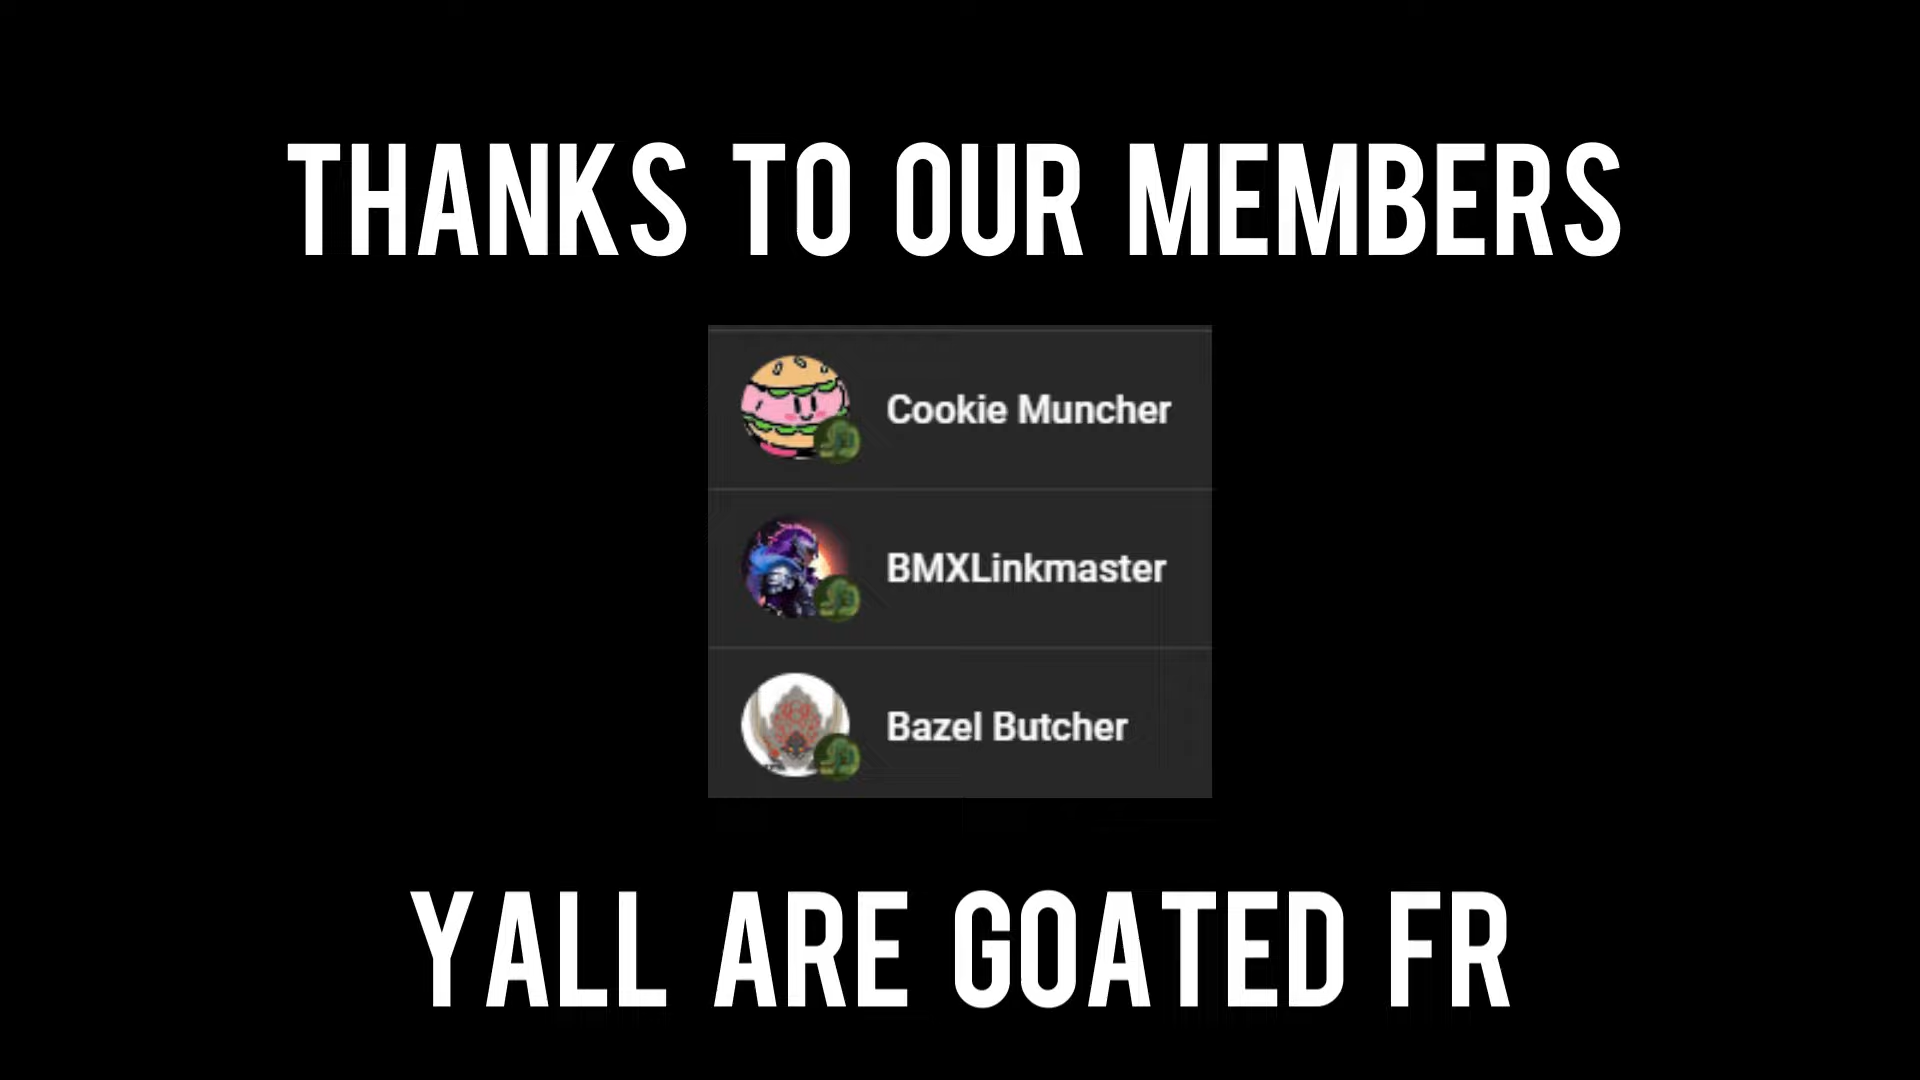 THANKS TO OUR MEMBERS
Cookie Muncher
BMXLinkmaster
Bazel Butcher
YALL ARE GOATED FR